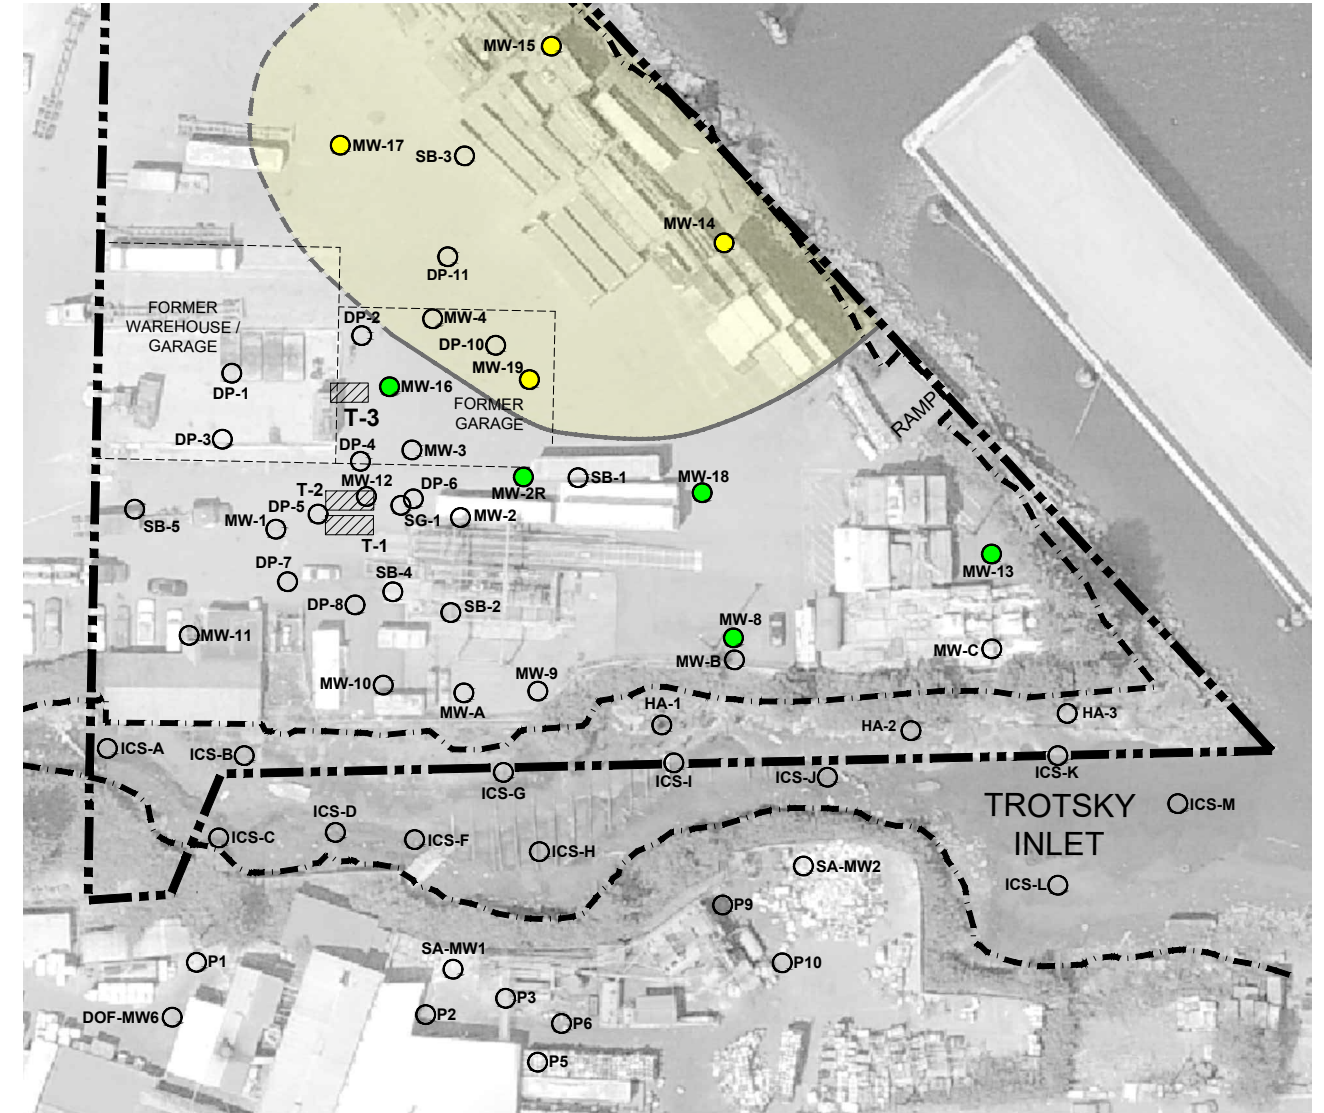 MW-15
MW-17
SB-3
MW-14
DP-11
FORMER
WAREHOUSE /
GARAGE
DP-2
MW-4
DP-10
MW-19
DP-1
MW-16
T-3
FORMER
GARAGE
RAMP
DP-3
DP-4
MW-3
MW-12
T-2
DP-6
MW-2R
SB-1
MW-18
SB-5
MW-1
DP-5
SG-1
MW-2
T-1
DP-7
SB-4
MW-13
DP-8
SB-2
MW-11
MW-8
MW-B
MW-C
MW-10
MW-9
MW-A
HA-1
HA-2
HA-3
ICS-A
ICS-B
ICS-G
ICS-I
ICS-J
ICS-K
TROTSKY
INLET
ICS-M
ICS-C
ICS-D
ICS-F
ICS-H
SA-MW2
ICS-L
P9
SA-MW1
P1
P10
P3
DOF-MW6
P2
P6
P5